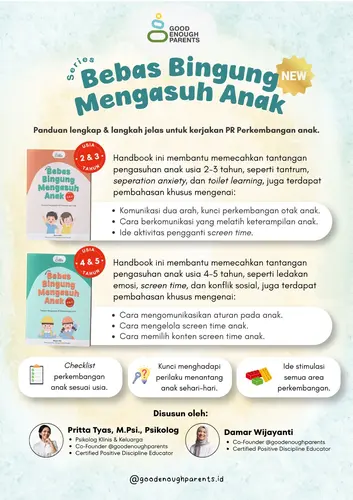 GOOD
ENOUGH
PARENTS
Series
Bebas Bingung
Mengasuh Anak
NEW
Panduan lengkap & langkah jelas untuk kerjakan PR Perkembangan anak.
USIA
2 & 3
TAHUN
Bebas
Bingung
Mengasuh
Anak
Handbook ini membantu memecahkan tantangan
pengasuhan anak usia 2-3 tahun, seperti tantrum,
seperation anxiety, dan toilet learning, juga terdapat
pembahasan khusus mengenai:
• Komunikasi dua arah, kunci perkembangan otak anak.
• Cara berkomunikasi yang melatih keterampilan anak.
• Ide aktivitas pengganti screen time.
USIA
4 & 5
TAHUN
Bebas
Bingung
Mengasuh
Anak
Handbook ini membantu memecahkan tantangan
pengasuhan anak usia 4-5 tahun, seperti ledakan
emosi, screen time, dan konflik sosial, juga terdapat
pembahasan khusus mengenai:
• Cara mengomunikasikan aturan pada anak.
• Cara mengelola screen time anak.
• Cara memilih konten screen time anak.
Checklist
perkembangan
anak sesuai usia.
Kunci menghadapi
perilaku menantang
anak sehari-hari.
Ide stimulasi
semua area
perkembangan.
Disusun oleh:
Pritta Tyas, M.Psi., Psikolog
• Psikolog Klinis & Keluarga
• Co-Founder @goodenoughparents
• Certified Positive Discipline Educator
Damar Wijayanti
• Co-Founder @goodenoughparents
• Certified Positive Discipline Educator
@goodenoughparents.id